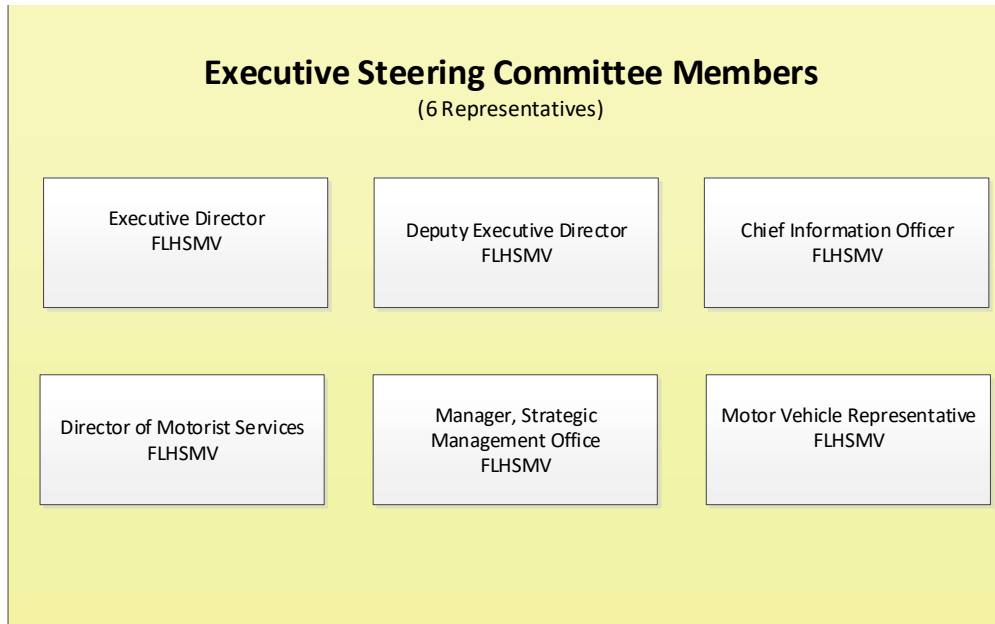 Executive Steering Committee Members
(6 Representatives)
Executive Director
FLHSMV
Deputy Executive Director
FLHSMV
Chief Information Officer
FLHSMV
Director of Motorist Services
FLHSMV
Manager, Strategic
Management Office
FLHSMV
Motor Vehicle Representative
FLHSMV